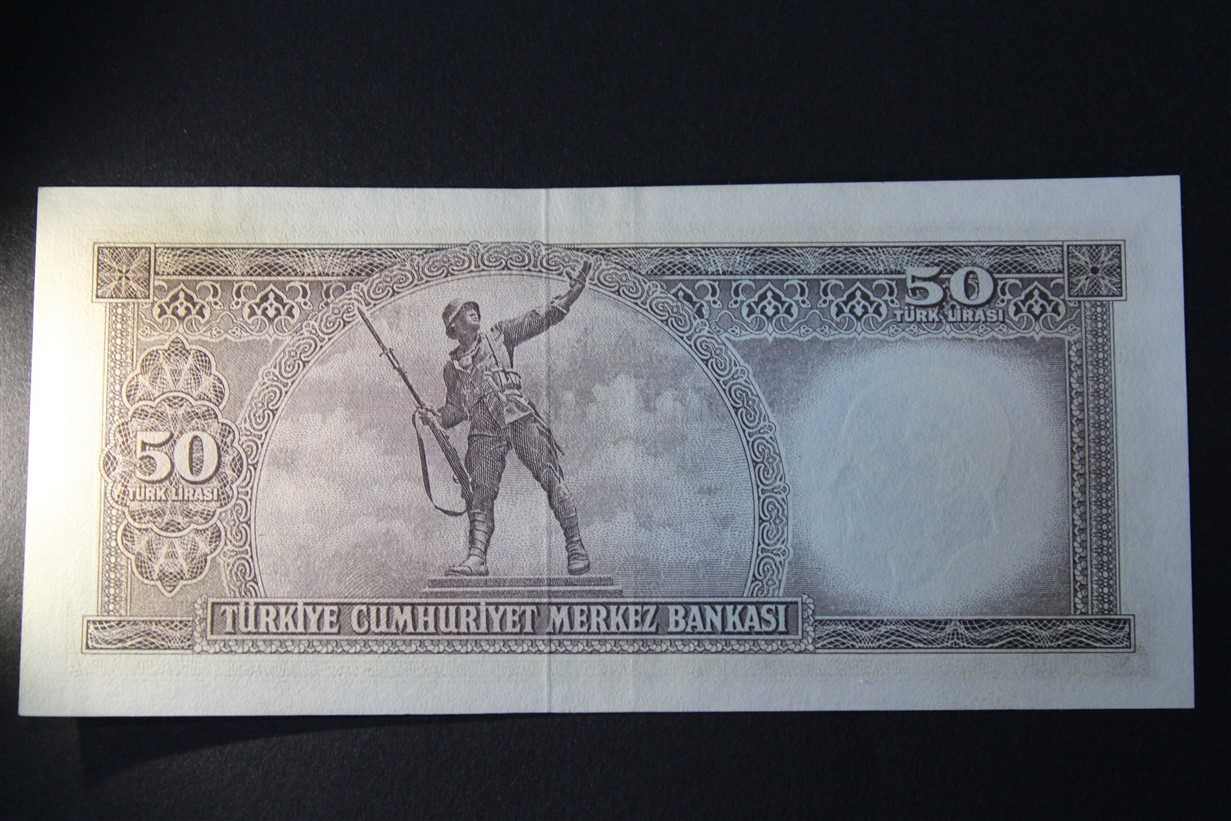 50
TÜRK LİRASI
50
TÜRK LİRASI
TÜRKİYE CUMHURİYET MERKEZ BANKASI